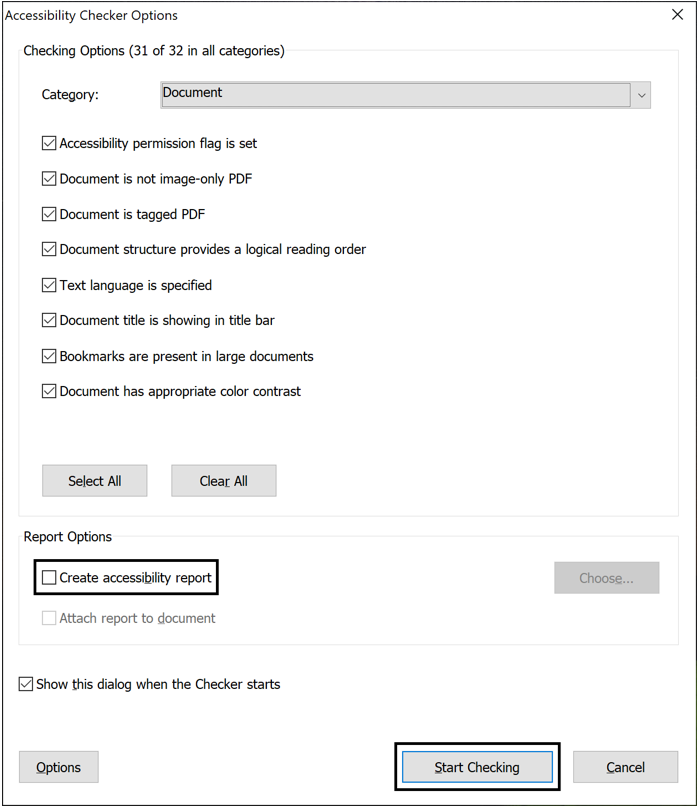 Accessibility Checker Options
Checking Options (31 of 32 in all categories)
Category: Document
Accessibility permission flag is set
Document is not image-only PDF
Document is tagged PDF
Document structure provides a logical reading order
Text language is specified
Document title is showing in title bar
Bookmarks are present in large documents
Document has appropriate color contrast
Select All Clear All
Report Options
Create accessibility report Choose...
Attach report to document
Show this dialog when the Checker starts
Options Start Checking Cancel